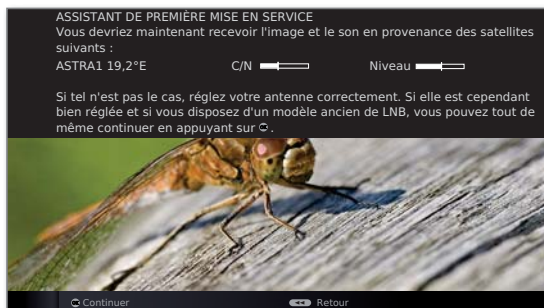 ASSISTANT DE PREMIÈRE MISE EN SERVICE
Vous devriez maintenant recevoir l'image et le son en provenance des satellites
suivants :
ASTRA1 19,2°E C/N Niveau
Si tel n'est pas le cas, réglez votre antenne correctement. Si elle est cependant
bien réglée et si vous disposez d'un modèle ancien de LNB, vous pouvez tout de
même continuer en appuyant sur OK.
OK Continuer Retour